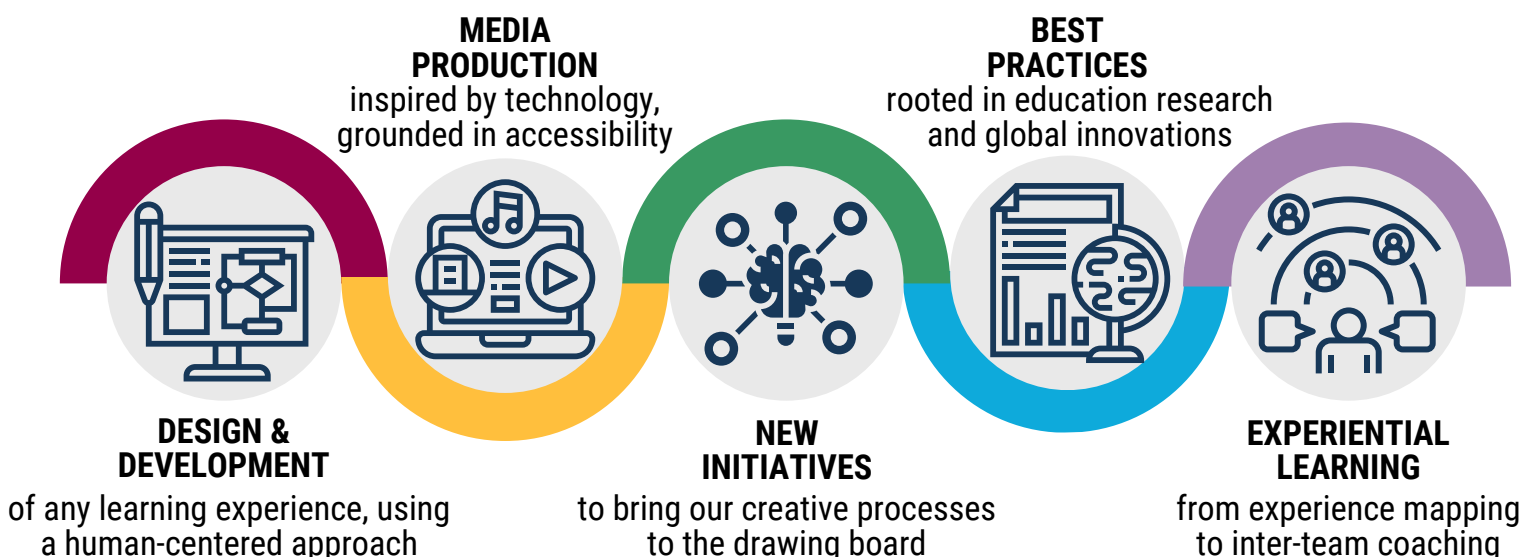 DESIGN &
DEVELOPMENT
of any learning experience, using
a human-centered approach
MEDIA
PRODUCTION
inspired by technology,
grounded in accessibility
NEW
INITIATIVES
to bring our creative processes
to the drawing board
BEST
PRACTICES
rooted in education research
and global innovations
EXPERIENTIAL
LEARNING
from experience mapping
to inter-team coaching